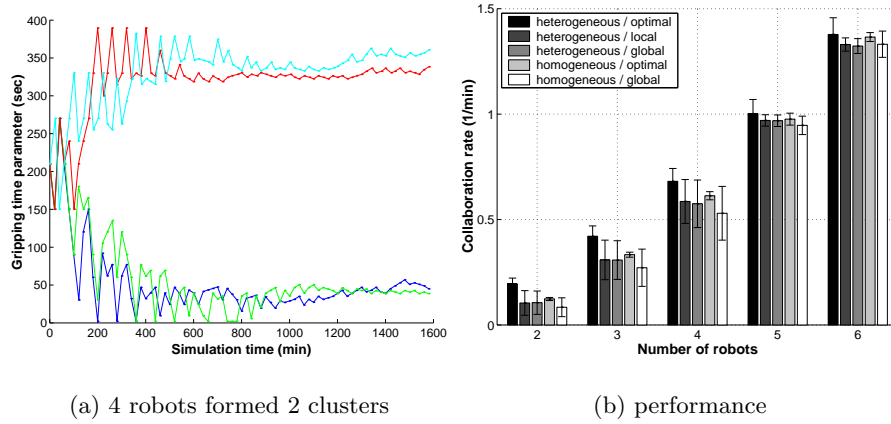 400
350
300
250
200
150
100
50
0
Gripping time parameter (sec)
0 200 400 600 800 1000 1200 1400 1600
Simulation time (min)
(a) 4 robots formed 2 clusters
1.5
1
0.5
0
Collaboration rate (1/min)
heterogeneous / optimal
heterogeneous / local
heterogeneous / global
homogeneous / optimal
homogeneous / global
2 3 4 5 6
Number of robots
(b) performance